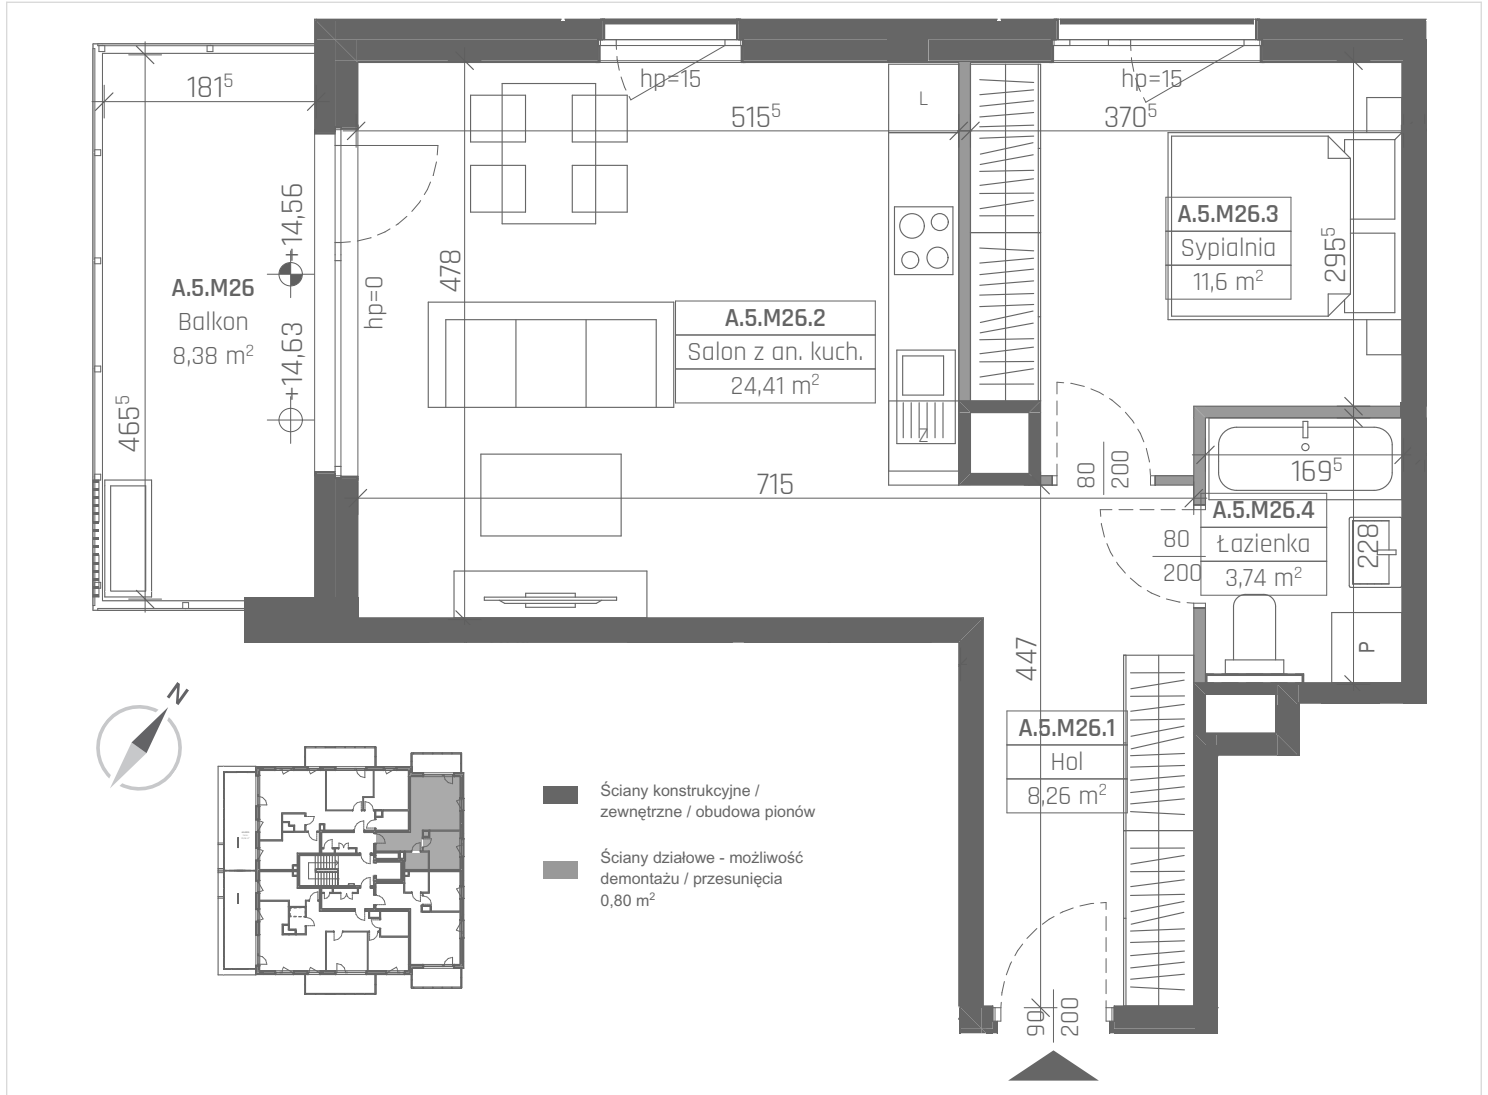 181⁵
hp=15
hp=15
L
515⁵
370⁵
+14,56
A.5.M26
Balkon
8,38 m²
+14,63
465⁵
hp=0
478
A.5.M26.2
Salon z an. kuch.
24,41 m²
A.5.M26.3
Sypialnia
11,6 m²
295⁵
Z
715
80
200
169⁵
A.5.M26.4
Łazienka
3,74 m²
80
200
228
P
447
A.5.M26.1
Hol
8,26 m²
90
200
N
Ściany konstrukcyjne /
zewnętrzne / obudowa pionów
Ściany działowe - możliwość
demontażu / przesunięcia
0,80 m²